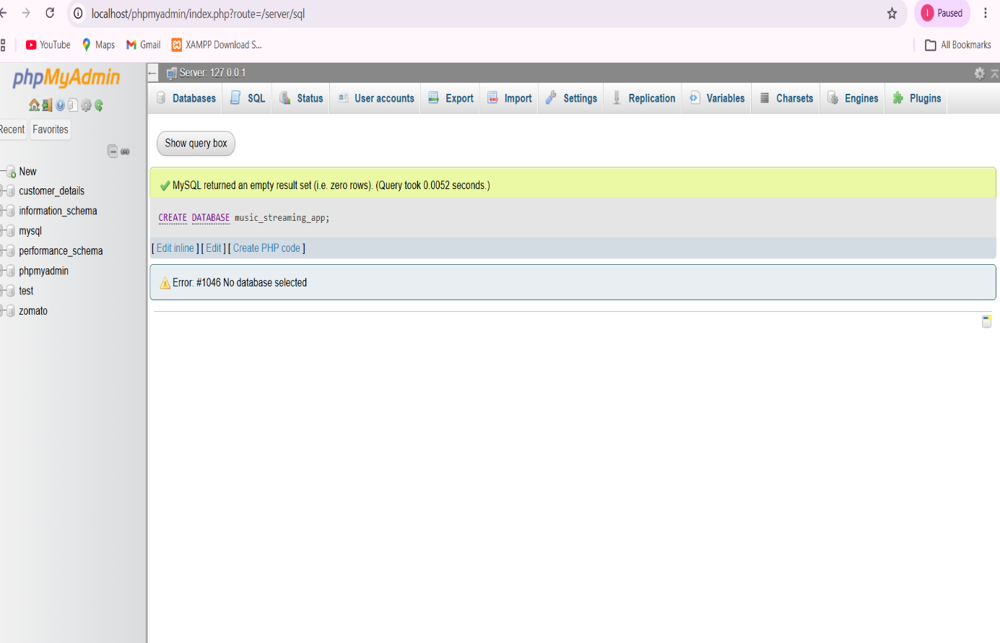 localhost/phpmyadmin/index.php?route=/server/sql
Paused
YouTube
Maps
Gmail
XAMPP Download S...
All Bookmarks
phpMyAdmin
Server: 127.0.0.1
Databases
SQL
Status
User accounts
Export
Import
Settings
Replication
Variables
Charsets
Engines
Plugins
Recent
Favorites
New
customer_details
information_schema
mysql
performance_schema
phpmyadmin
test
zomato
Show query box
MySQL returned an empty result set (i.e. zero rows). (Query took 0.0052 seconds.)
CREATE DATABASE music_streaming_app;
[ Edit inline ] [ Edit ] [ Create PHP code ]
Error: #1046 No database selected